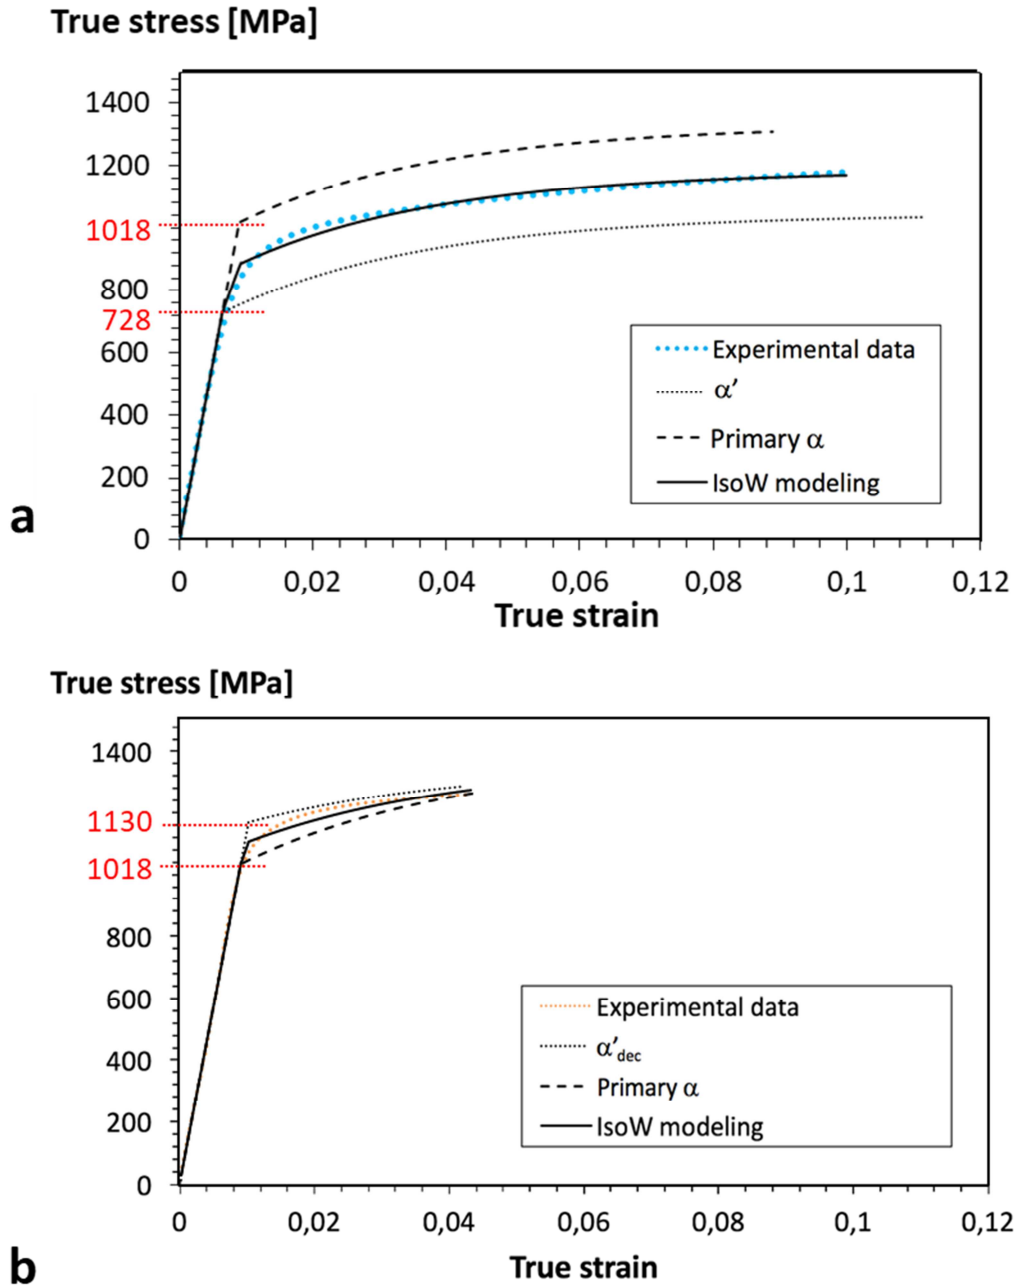 True stress [MPa]
1400
1200
1018
800
728
600
400
200
0
0 0,02 0,04 0,06 0,08 0,1 0,12
True strain
Experimental data
α’
Primary α
IsoW modeling
a
True stress [MPa]
1400
1130
1018
800
600
400
200
0
0 0,02 0,04 0,06 0,08 0,1 0,12
True strain
Experimental data
α’dec
Primary α
IsoW modeling
b